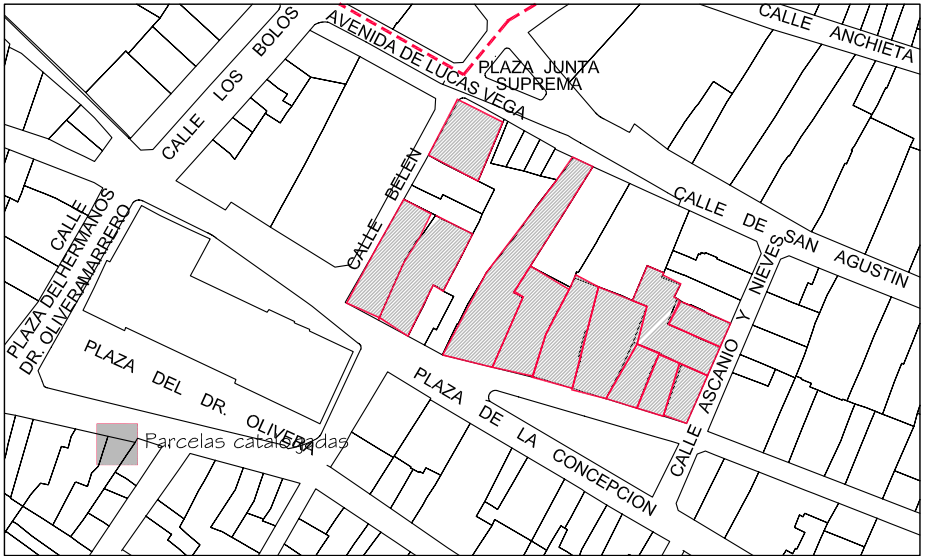 CALLE ANCHIETA
AVENIDA DE LUCAS VEGA
CALLE LOS BOLOS
PLAZA JUNTA
SUPREMA
CALLE BELEN
CALLE DE SAN AGUSTIN
CALLE
HERMANOS
MARRERO
PLAZA DEL
DR. OLIVERA
CALLE ASCANIO Y NIEVES
PLAZA DEL DR. OLIVERA
PLAZA DE LA CONCEPCION
Parcelas catalogadas